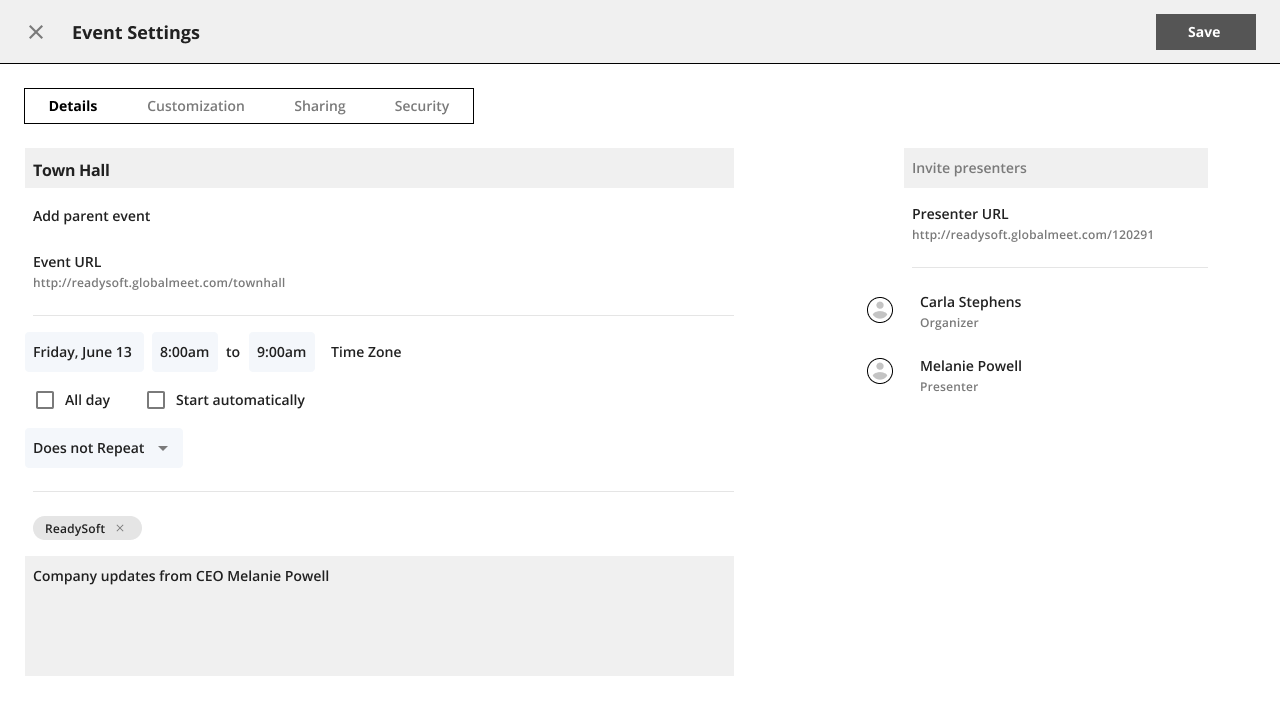 Event Settings
Save
Details
Customization
Sharing
Security
Town Hall
Add parent event
Event URL
http://readysoft.globalmeet.com/townhall
Friday, June 13
8:00am
to
9:00am
Time Zone
All day
Start automatically
Does not Repeat
ReadySoft
Company updates from CEO Melanie Powell
Invite presenters
Presenter URL
http://readysoft.globalmeet.com/120291
Carla Stephens
Organizer
Melanie Powell
Presenter